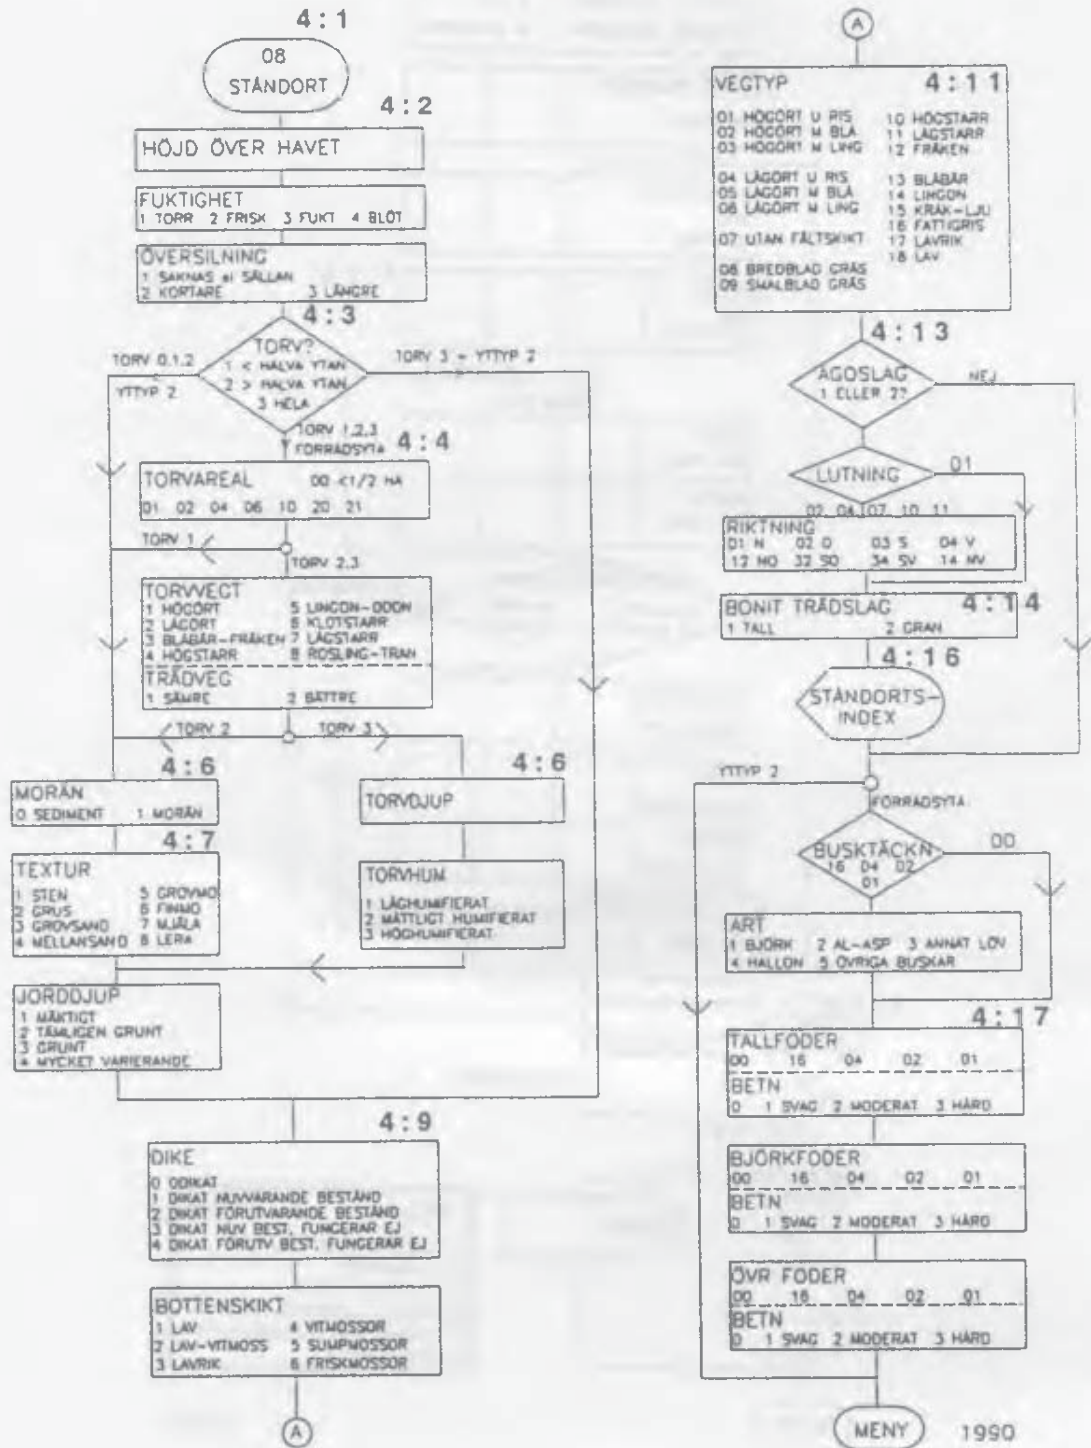 4:1
08
STÅNDORT
4:2
HÖJD ÖVER HAVET
FUKTIGHET
1 TORR 2 FRISK 3 FUKT 4 BLÖT
ÖVERSILNING
1 SAKNAS el SÄLLAN
2 KORTARE 3 LÄNGRE
4:3
TORV?
1 < HALVA YTAN
2 > HALVA YTAN
3 HELA
TORV 0,1,2
YTTYP 2
TORV 3 - YTTYP 2
TORV 1,2,3
FÖRRÅDSYTA
4:4
TORVAREAL 00 <1/2 HA
01 02 04 06 10 20 21
TORV 1
TORV 2,3
TORVVEGT
1 HÖGÖRT 5 LINGON-ODON
2 LÅGÖRT 6 KLOTSTARR
3 BLÅBÄR-FRÄKEN 7 LÅGSTARR
4 HÖGSTARR 8 ROSLING-TRAN
TRÄDVEG
1 SÄMRE 2 BÄTTRE
TORV 2
TORV 3
4:6
MORÄN
0 SEDIMENT 1 MORÄN
4:7
TEXTUR
1 STEN 5 GROVMO
2 GRUS 6 FINMO
3 GROVSAND 7 MJÄLA
4 MELLANSAND 8 LERA
4:6
TORVDJUP
TORVHUM
1 LÅGHUMIFIERAT
2 MÅTTLIGT HUMIFIERAT
3 HÖGHUMIFIERAT
JORDDJUP
1 MÄKTIGT
2 TÄMLIGEN GRUNT
3 GRUNT
4 MYCKET VARIERANDE
4:9
DIKE
0 ODIKAT
1 DIKAT NUVVARANDE BESTÅND
2 DIKAT FÖRUTVARANDE BESTÅND
3 DIKAT NUV BEST, FUNGERAR EJ
4 DIKAT FÖRUTV BEST, FUNGERAR EJ
BOTTENSKIKT
1 LAV 4 VITMOSSOR
2 LAV-VITMOSS 5 SUMPMOSSOR
3 LAVRIK 6 FRISKMOSSOR
A
A
VEGTYP 4:11
01 HÖGÖRT U RIS 10 HÖGSTARR
02 HÖGÖRT M BLÅ 11 LÅGSTARR
03 HÖGÖRT M LING 12 FRÄKEN
04 LÅGÖRT U RIS 13 BLÅBÄR
05 LÅGÖRT M BLÅ 14 LINGON
06 LÅGÖRT M LING 15 KRÅK-LJU
16 FATTIGRIS
07 UTAN FÄLTSKIKT 17 LAVRIK
18 LAV
08 BREDBLAD GRÄS
09 SMALBLAD GRÄS
4:13
ÄGOSLAG
1 ELLER 2?
NEJ
LUTNING
01
02 04 07 10 11
RIKTNING
01 N 02 O 03 S 04 V
12 NO 32 SO 34 SV 14 NV
BONIT TRÄDSLAG 4:14
1 TALL 2 GRAN
4:16
STÅNDORTS-
INDEX
YTTYP 2
FÖRRÅDSYTA
BUSKTÄCKN
16 04 02
01
00
ART
1 BJÖRK 2 AL-ASP 3 ANNAT LÖV
4 HALLON 5 ÖVRIGA BUSKAR
4:17
TALLFODER
00 16 04 02 01
BETN
0 1 SVAG 2 MODERAT 3 HÅRD
BJÖRKFODER
00 16 04 02 01
BETN
0 1 SVAG 2 MODERAT 3 HÅRD
ÖVR FODER
00 16 04 02 01
BETN
0 1 SVAG 2 MODERAT 3 HÅRD
MENY
1990